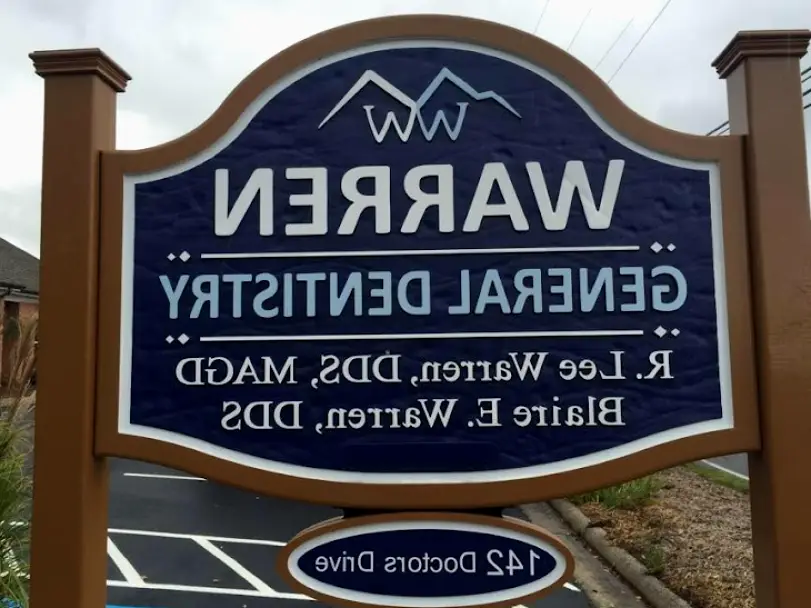 WW
WARREN
GENERAL DENTISTRY
R. Lee Warren, DDS, MAGD
Blaire E. Warren, DDS
142 Doctors Drive